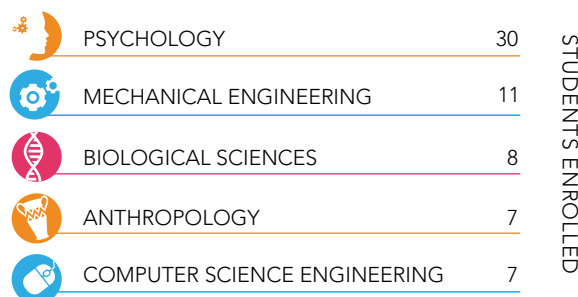 PSYCHOLOGY 30
MECHANICAL ENGINEERING 11
BIOLOGICAL SCIENCES 8
ANTHROPOLOGY 7
COMPUTER SCIENCE ENGINEERING 7
STUDENTS ENROLLED